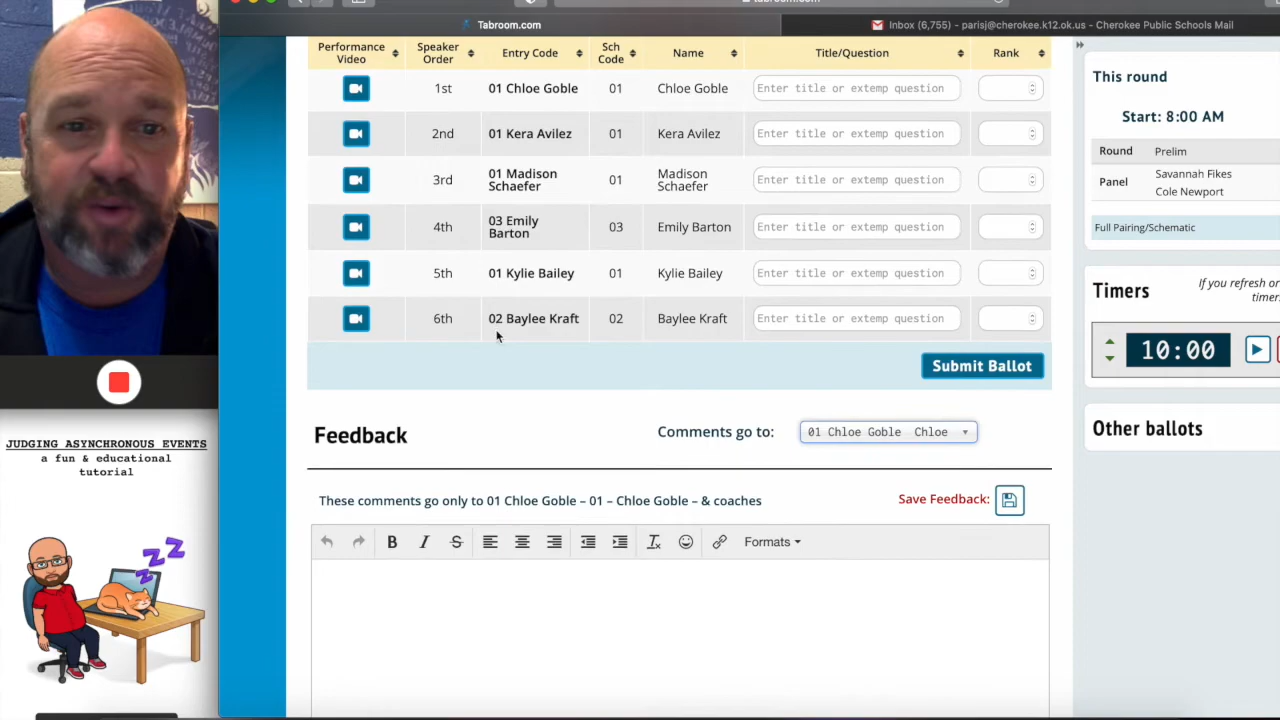 tabroom.com
Tabroom.com
Inbox (6,755) - parisj@cherokee.k12.ok.us - Cherokee Public Schools Mail
Performance Video
Speaker Order
Entry Code
Sch Code
Name
Title/Question
Rank
1st 01 Chloe Goble 01 Chloe Goble Enter title or extemp question
2nd 01 Kera Avilez 01 Kera Avilez Enter title or extemp question
3rd 01 Madison Schaefer 01 Madison Schaefer Enter title or extemp question
4th 03 Emily Barton 03 Emily Barton Enter title or extemp question
5th 01 Kylie Bailey 01 Kylie Bailey Enter title or extemp question
6th 02 Baylee Kraft 02 Baylee Kraft Enter title or extemp question
Submit Ballot
Feedback
Comments go to:
01 Chloe Goble Chloe
These comments go only to 01 Chloe Goble – 01 – Chloe Goble – & coaches
Save Feedback:
B I S
Formats
This round
Start: 8:00 AM
Round Prelim
Panel Savannah Fikes
Cole Newport
Full Pairing/Schematic
Timers
If you refresh or
timer
10:00
Other ballots
JUDGING ASYNCHRONOUS EVENTS
a fun & educational
tutorial
Z Z
Z